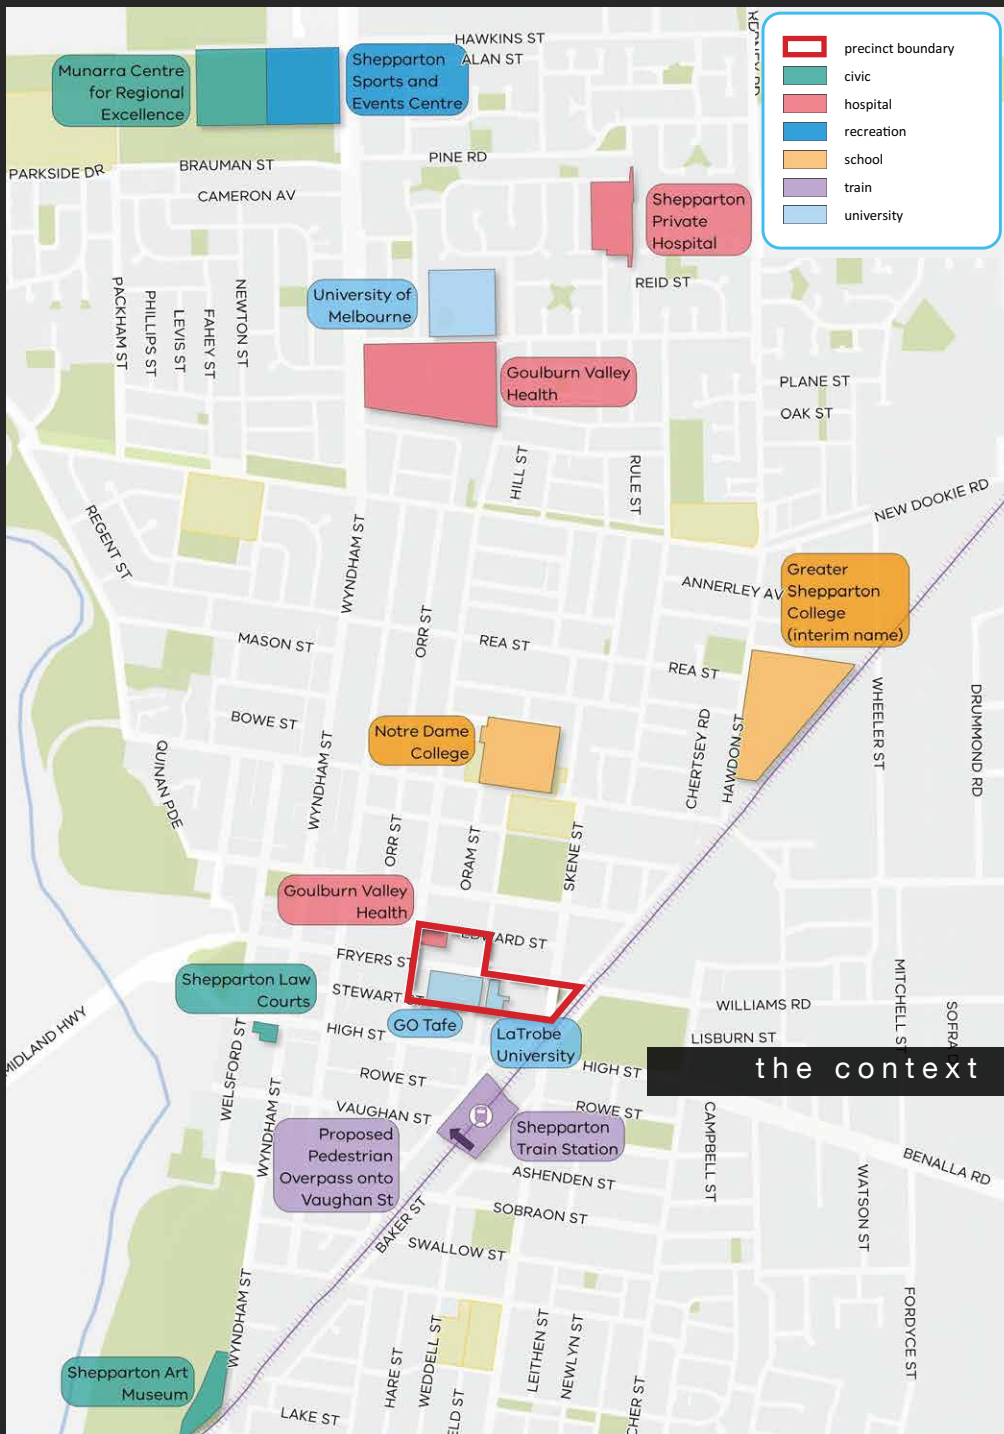 HAWKINS ST
ALAN ST
precinct boundary
civic
hospital
recreation
school
train
university
Munarra Centre
for Regional
Excellence
Shepparton
Sports and
Events Centre
PARKSIDE DR
BRAUMAN ST
CAMERON AV
PINE RD
Shepparton
Private
Hospital
REID ST
PACKHAM ST
PHILLIPS ST
LEVIS ST
FAHEY ST
NEWTON ST
University of
Melbourne
Goulburn Valley
Health
PLANE ST
OAK ST
HILL ST
RULE ST
NEW DOOKIE RD
REGENT ST
WYNDHAM ST
ORR ST
ANNERLEY AV
Greater
Shepparton
College
(interim name)
MASON ST
REA ST
REA ST
BOWE ST
Notre Dame
College
CHERTSEY RD
HAWDON ST
WHEELER ST
DRUMMOND RD
QUINAN PDE
WYNDHAM ST
ORR ST
ORAM ST
SKENE ST
Goulburn Valley
Health
EDWARD ST
FRYERS ST
Shepparton Law
Courts
STEWART ST
GO Tafe
LaTrobe
University
HIGH ST
WILLIAMS RD
LISBURN ST
MITCHELL ST
MIDLAND HWY
WELSFORD ST
HIGH ST
the context
ROWE ST
VAUGHAN ST
WYNDHAM ST
Proposed
Pedestrian
Overpass onto
Vaughan St
ROWE ST
Shepparton
Train Station
CAMPBELL ST
BENALLA RD
WATSON ST
ASHENDEN ST
SOBRAON ST
BAKER ST
SWALLOW ST
WYNDHAM ST
FORDYCE ST
Shepparton Art
Museum
HARE ST
WEDDELL ST
LEITHEN ST
NEWLYN ST
LAKE ST